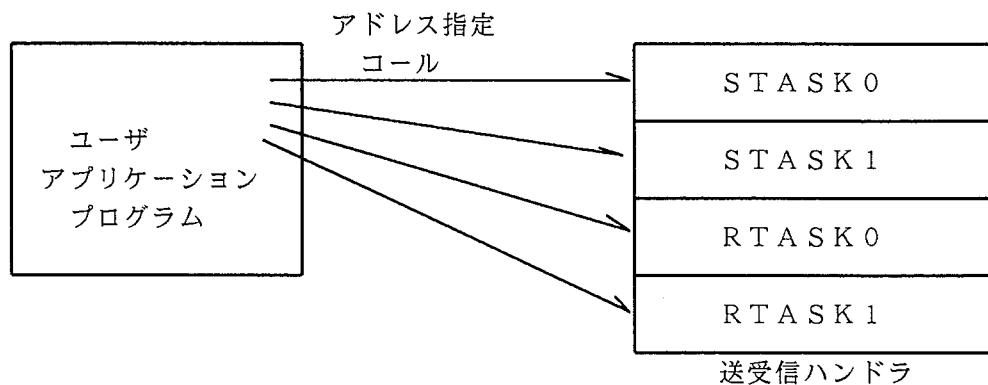 アドレス指定
コール
ユーザ
アプリケーション
プログラム
ＳＴＡＳＫ０
ＳＴＡＳＫ１
ＲＴＡＳＫ０
ＲＴＡＳＫ１
送受信ハンドラ